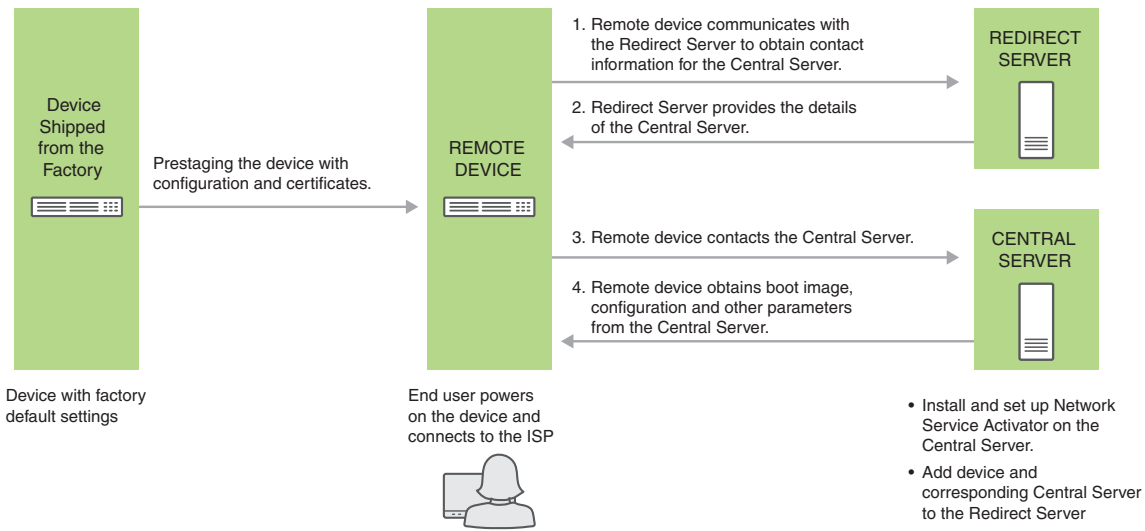 Device
Shipped
from the
Factory
Device with factory
default settings
Prestaging the device with
configuration and certificates.
REMOTE
DEVICE
End user powers
on the device and
connects to the ISP
1. Remote device communicates with
the Redirect Server to obtain contact
information for the Central Server.
2. Redirect Server provides the details
of the Central Server.
3. Remote device contacts the Central Server.
4. Remote device obtains boot image,
configuration and other parameters
from the Central Server.
REDIRECT
SERVER
CENTRAL
SERVER
• Install and set up Network
Service Activator on the
Central Server.
• Add device and
corresponding Central Server
to the Redirect Server